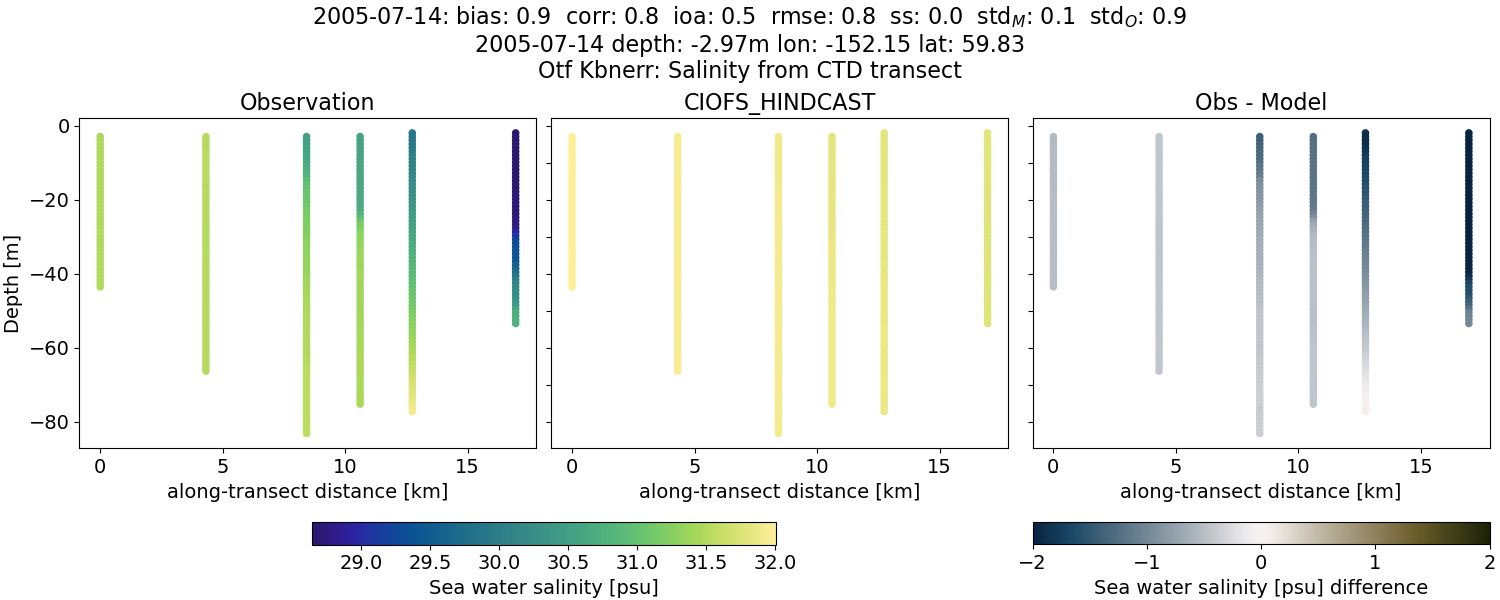 2005-07-14: bias: 0.9 corr: 0.8 ioa: 0.5 rmse: 0.8 ss: 0.0 std_M: 0.1 std_O: 0.9
2005-07-14 depth: -2.97m lon: -152.15 lat: 59.83
Otf Kbnerr: Salinity from CTD transect
Observation
CIOFS_HINDCAST
Obs - Model
Depth [m]
0
−20
−40
−60
−80
0 5 10 15
0 5 10 15
0 5 10 15
along-transect distance [km]
along-transect distance [km]
along-transect distance [km]
29.0 29.5 30.0 30.5 31.0 31.5 32.0
Sea water salinity [psu]
−2 −1 0 1 2
Sea water salinity [psu] difference